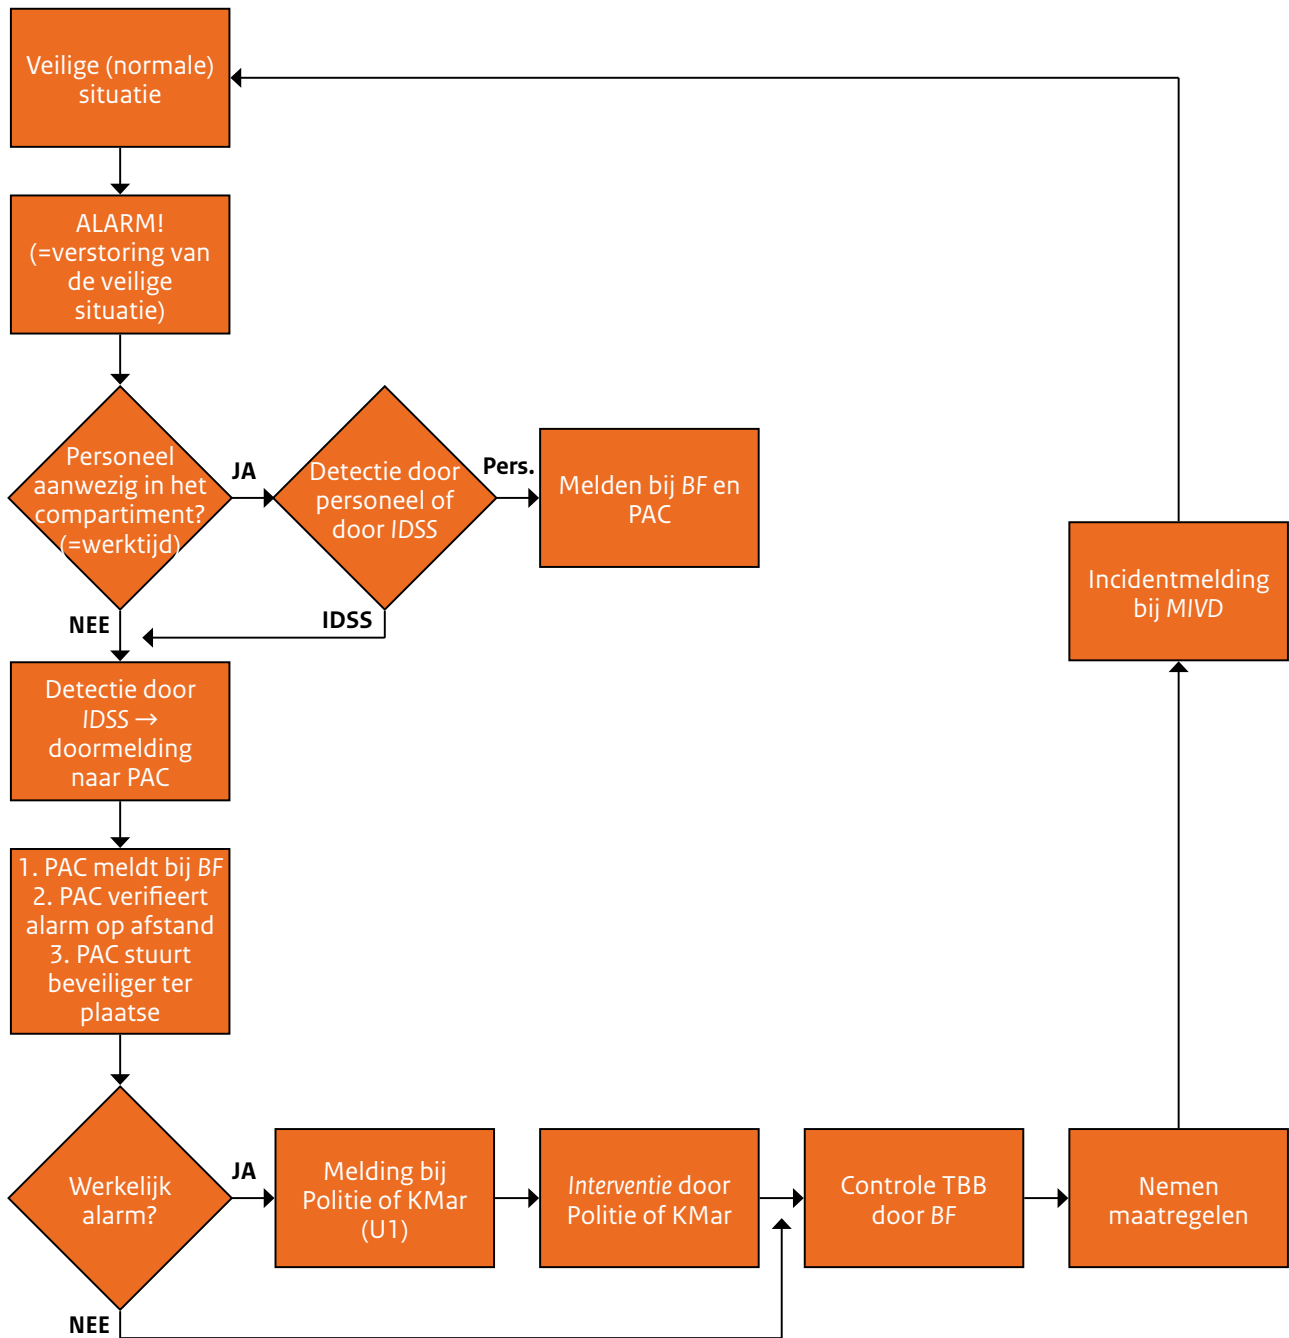 Veilige (normale)
situatie
ALARM!
(=verstoring van
de veilige
situatie)
Personeel
aanwezig in het
compartiment?
(=werktijd)
JA
Detectie door
personeel of
door IDSS
Pers.
Melden bij BF en
PAC
Incidentmelding
bij MIVD
NEE
IDSS
Detectie door
IDSS →
doormelding
naar PAC
1. PAC meldt bij BF
2. PAC verifieert
alarm op afstand
3. PAC stuurt
beveiliger ter
plaatse
Werkelijk
alarm?
JA
Melding bij
Politie of KMar
(U1)
Interventie door
Politie of KMar
Controle TBB
door BF
Nemen
maatregelen
NEE